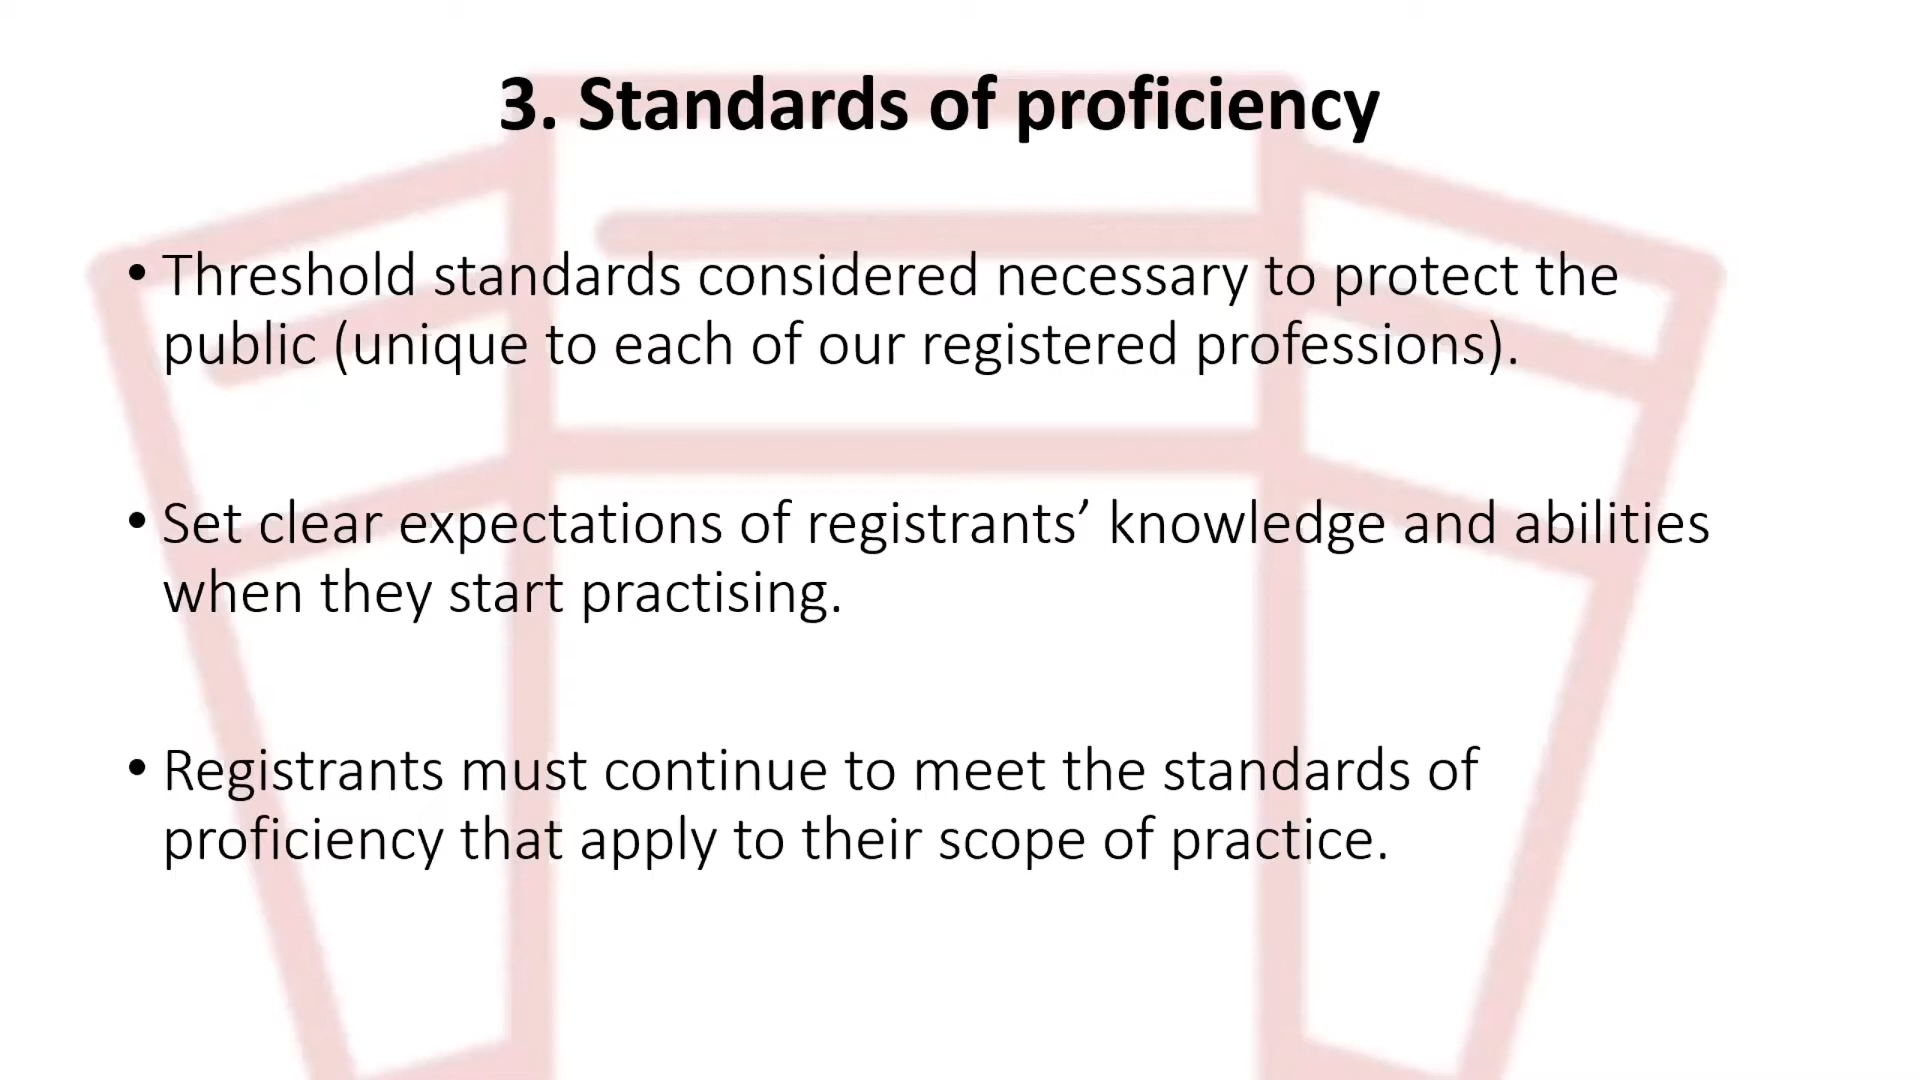 3. Standards of proficiency
• Threshold standards considered necessary to protect the
public (unique to each of our registered professions).
• Set clear expectations of registrants’ knowledge and abilities
when they start practising.
• Registrants must continue to meet the standards of
proficiency that apply to their scope of practice.